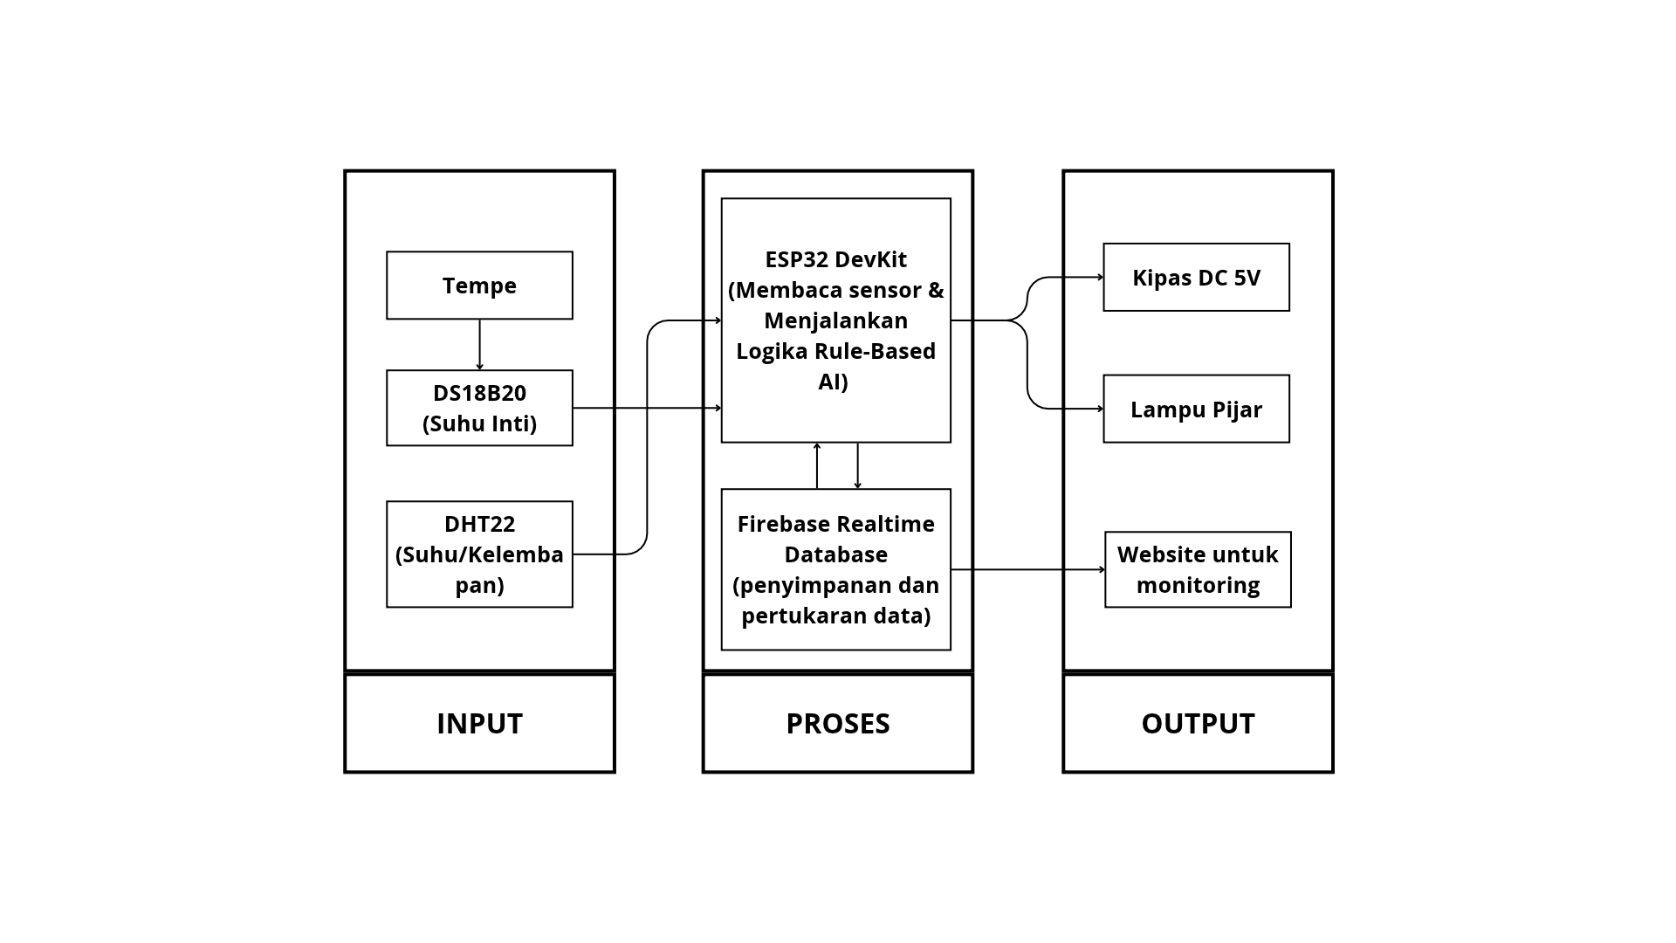 Tempe
DS18B20
(Suhu Inti)
DHT22
(Suhu/Kelemba
pan)
INPUT
ESP32 DevKit
(Membaca sensor &
Menjalankan
Logika Rule-Based
AI)
Firebase Realtime
Database
(penyimpanan dan
pertukaran data)
PROSES
Kipas DC 5V
Lampu Pijar
Website untuk
monitoring
OUTPUT